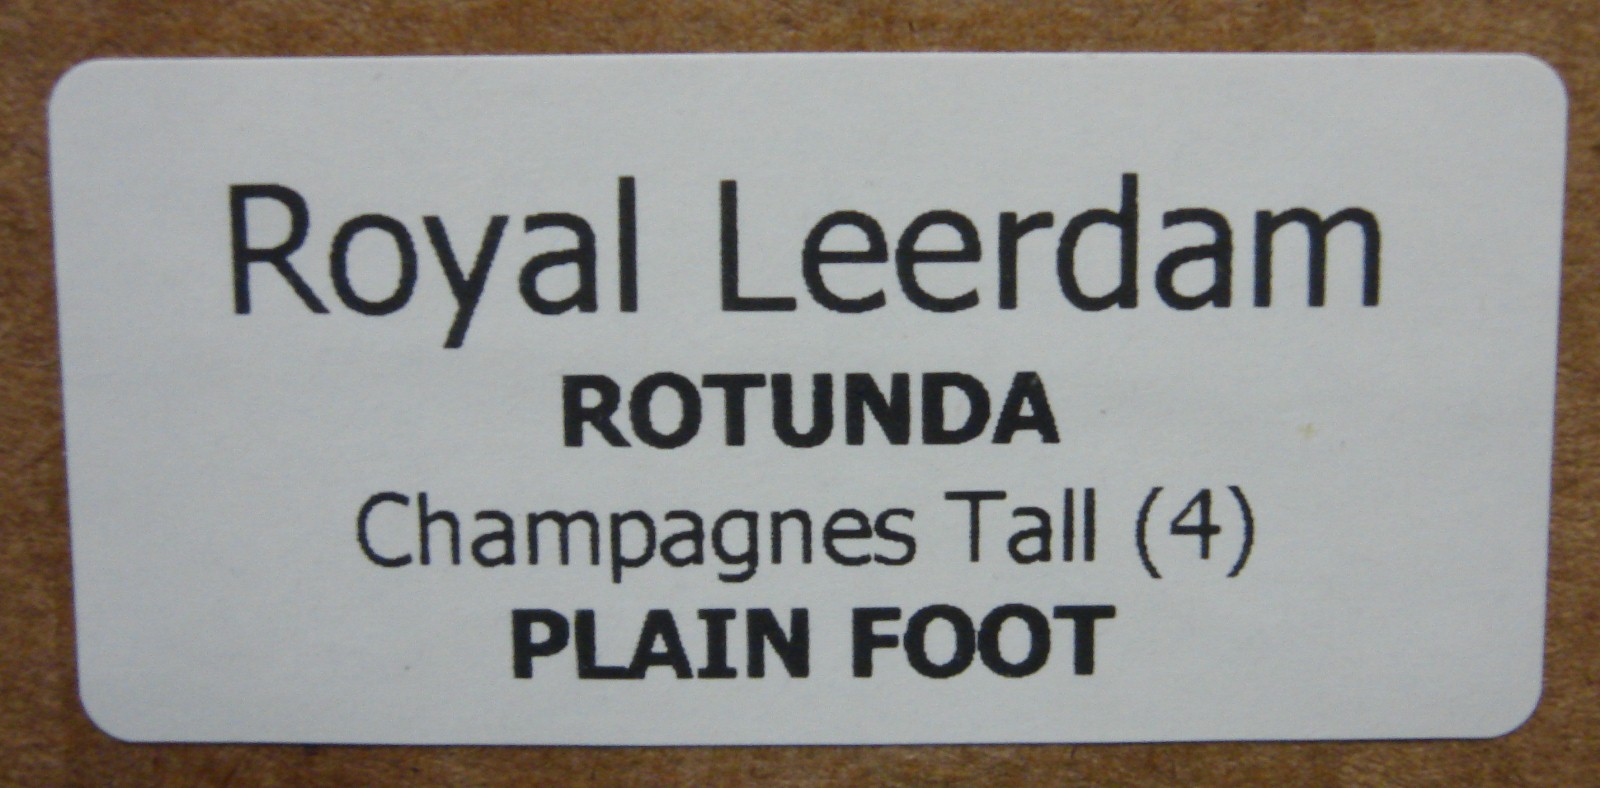 Royal Leerdam
ROTUNDA
Champagnes Tall (4)
PLAIN FOOT